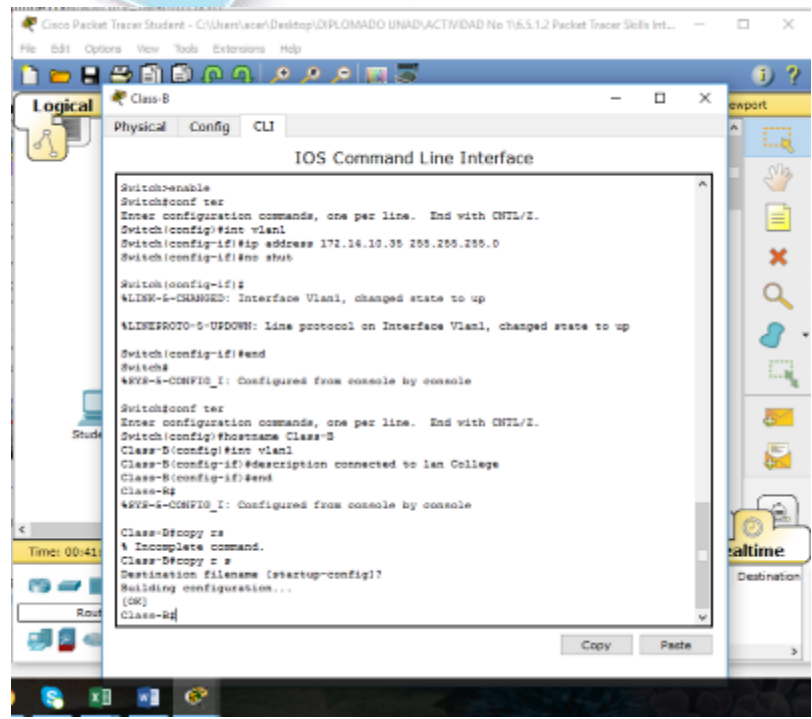 Cisco Packet Tracer Student - C:\Users\acer\Desktop\DIPLOMADO UNAD\ACTIVIDAD No 1\6.5.1.2 Packet Tracer Skills Int...
File Edit Options View Tools Extensions Help
Logical
ewport
Class-B
Physical Config CLI
IOS Command Line Interface
Switch>enable
Switch#conf ter
Enter configuration commands, one per line. End with CNTL/Z.
Switch(config)#int vlan1
Switch(config-if)#ip address 172.14.10.35 255.255.255.0
Switch(config-if)#no shut
Switch(config-if)#
%LINK-5-CHANGED: Interface Vlan1, changed state to up
%LINEPROTO-5-UPDOWN: Line protocol on Interface Vlan1, changed state to up
Switch(config-if)#end
Switch#
%SYS-5-CONFIG_I: Configured from console by console
Switch#conf ter
Enter configuration commands, one per line. End with CNTL/Z.
Switch(config)#hostname Class-B
Class-B(config)#int vlan1
Class-B(config-if)#description connected to lan College
Class-B(config-if)#end
Class-B#
%SYS-5-CONFIG_I: Configured from console by console
Class-B#copy rs
% Incomplete command.
Class-B#copy r s
Destination filename [startup-config]?
Building configuration...
[OK]
Class-B#
Copy Paste
Stude
Time: 00:41:
ealtime
Destination
Rout